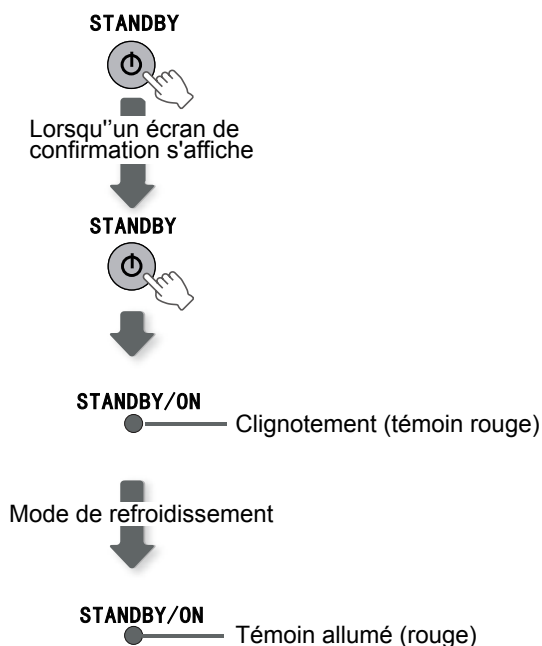 STANDBY
Lorsqu'’un écran de
confirmation s'affiche
STANDBY
STANDBY/ON
Clignotement (témoin rouge)
Mode de refroidissement
STANDBY/ON
Témoin allumé (rouge)